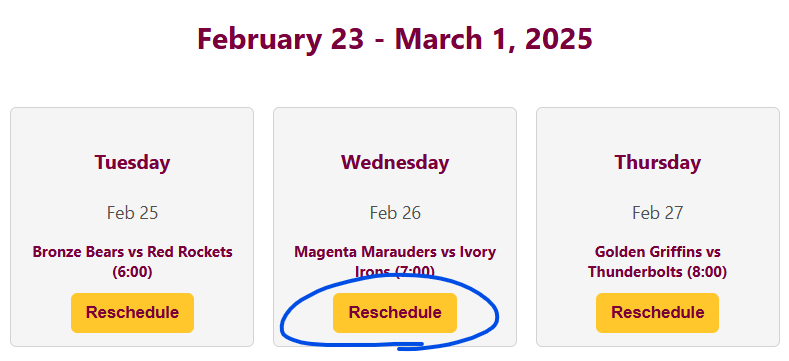 February 23 - March 1, 2025
Tuesday
Feb 25
Bronze Bears vs Red Rockets
(6:00)
Reschedule
Wednesday
Feb 26
Magenta Marauders vs Ivory
Irons (7:00)
Reschedule
Thursday
Feb 27
Golden Griffins vs
Thunderbolts (8:00)
Reschedule